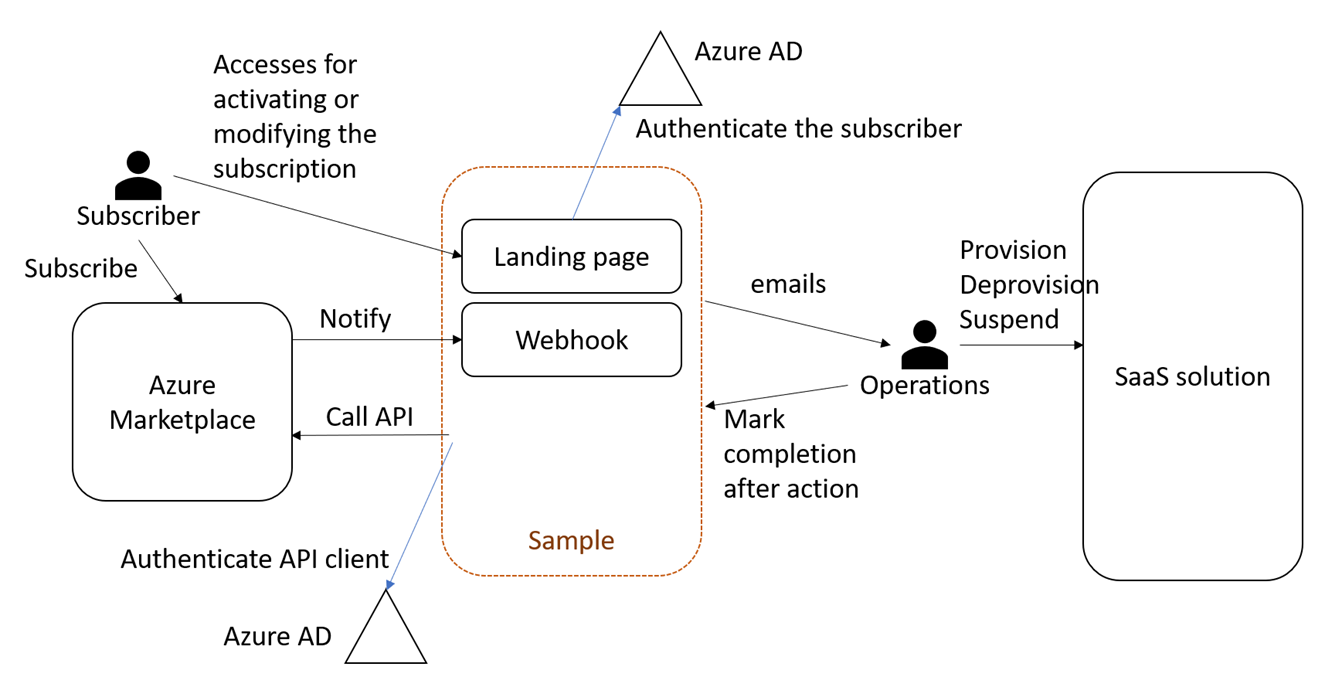 Azure AD
Accesses for
activating or
modifying the
subscription
Authenticate the subscriber
Subscriber
Subscribe
Landing page
Provision
Deprovision
Suspend
emails
Notify
Webhook
Azure
Marketplace
Operations
SaaS solution
Call API
Mark
completion
after action
Sample
Authenticate API client
Azure AD